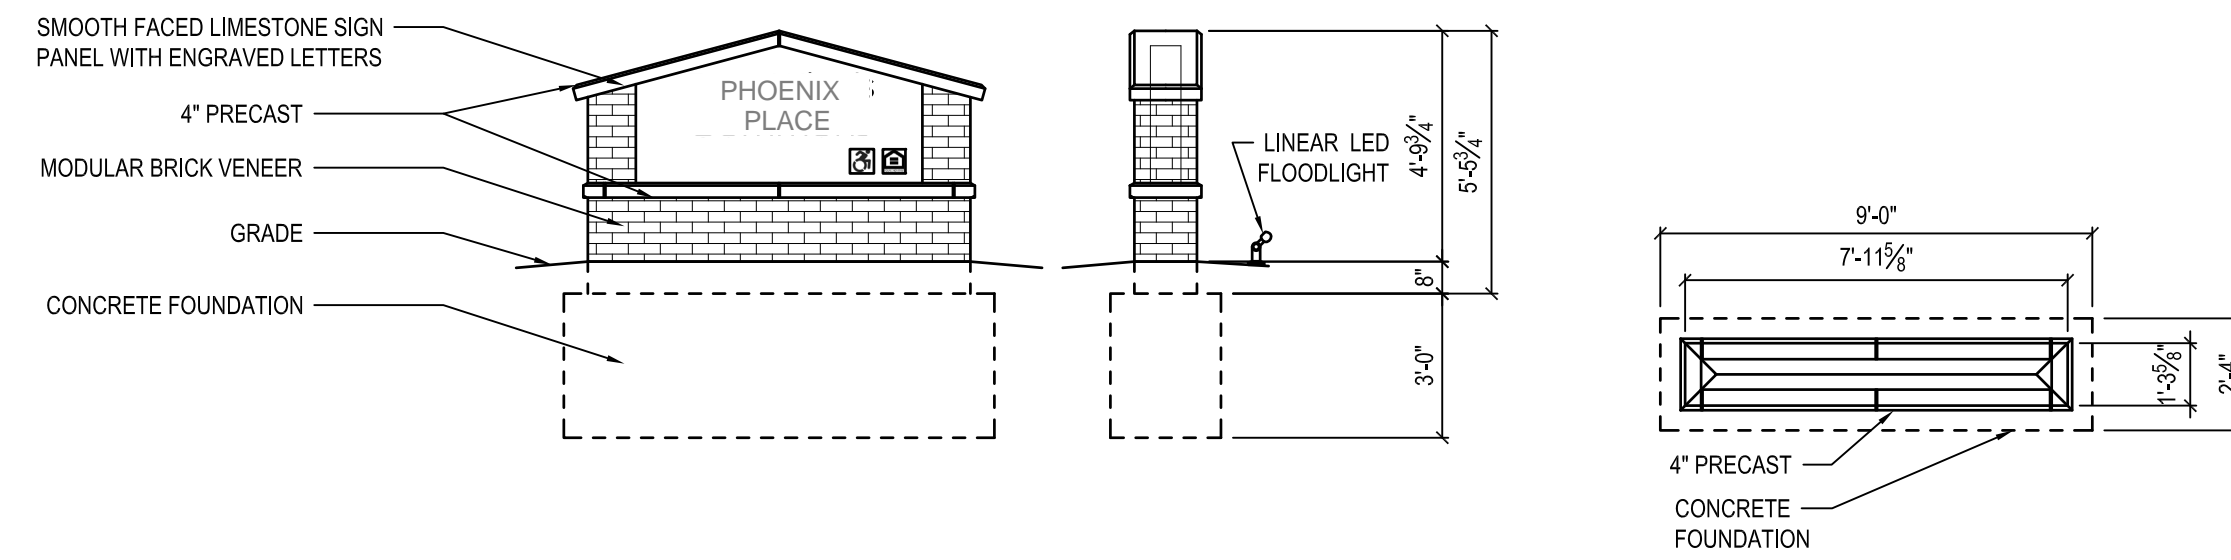 SMOOTH FACED LIMESTONE SIGN
PANEL WITH ENGRAVED LETTERS
4" PRECAST
MODULAR BRICK VENEER
GRADE
CONCRETE FOUNDATION
PHOENIX
PLACE
LINEAR LED
FLOODLIGHT
4'-9¾"
5'-5¾"
8"
3'-0"
9'-0"
7'-11⅝"
1'-3⅝"
2'-4"
4" PRECAST
CONCRETE
FOUNDATION